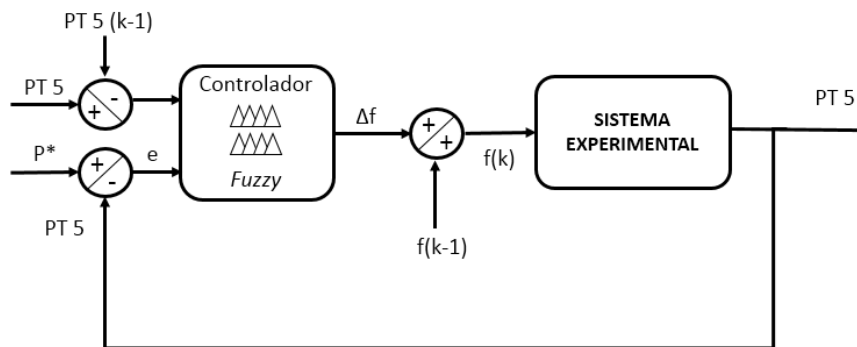 PT 5 (k-1)
PT 5
+
-
Controlador
Fuzzy
P*
+
-
e
PT 5
Δf
+
+
f(k-1)
f(k)
SISTEMA
EXPERIMENTAL
PT 5